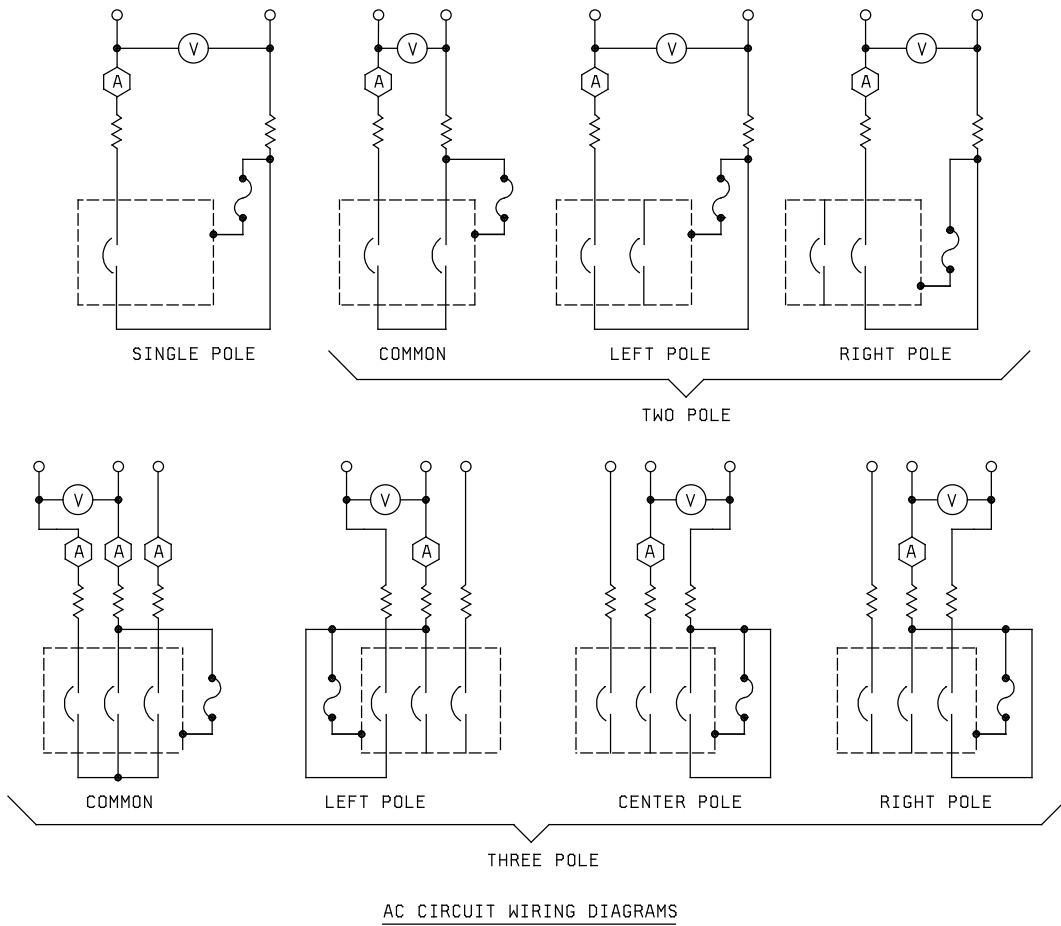 V V V V
A A A A
SINGLE POLE COMMON LEFT POLE RIGHT POLE
TWO POLE
V V V V
A A A A A A
COMMON LEFT POLE CENTER POLE RIGHT POLE
THREE POLE
AC CIRCUIT WIRING DIAGRAMS